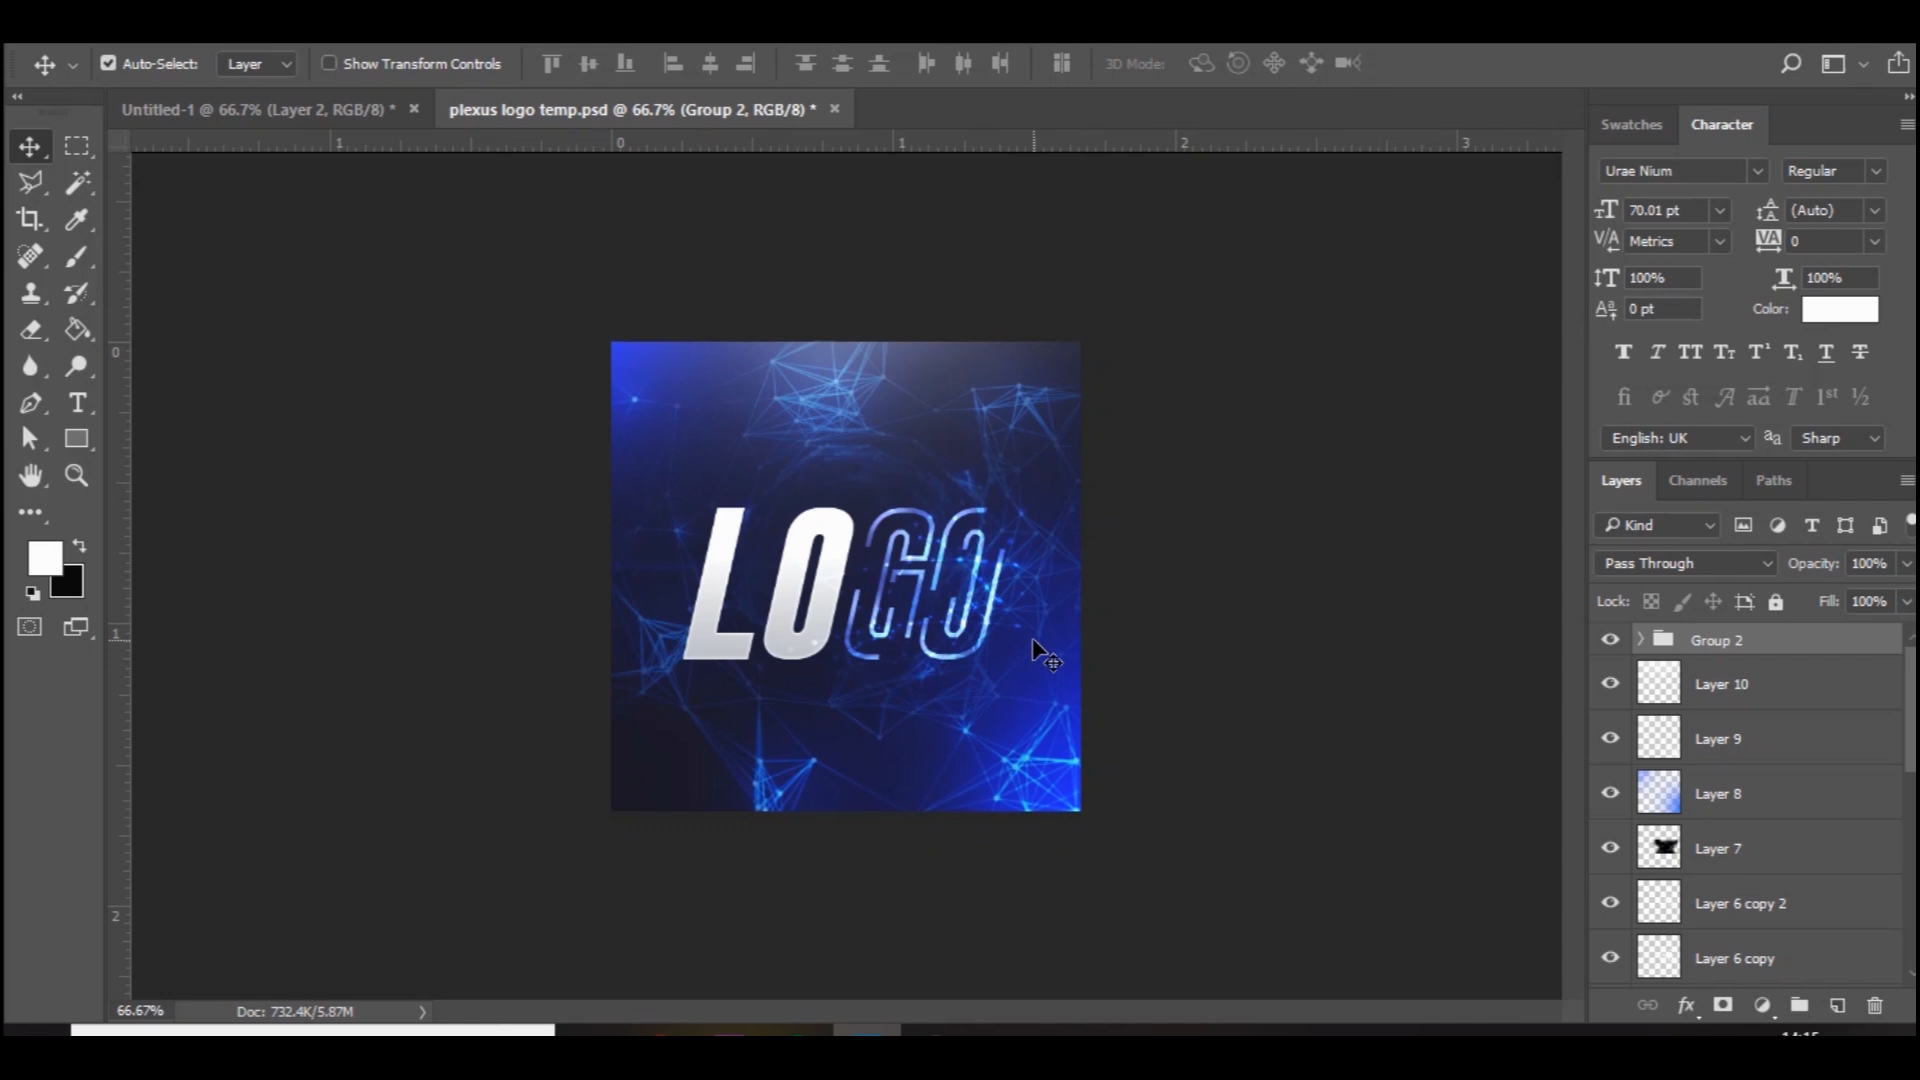 Auto-Select: Layer Show Transform Controls 3D Mode:
Untitled-1 @ 66.7% (Layer 2, RGB/8) * × plexus logo temp.psd @ 66.7% (Group 2, RGB/8) * ×
1 0 1 2 3
0
1
2
LOGO
66.67% Doc: 732.4K/5.87M
Swatches Character
Urae Nium Regular
70.01 pt (Auto)
Metrics 0
100% 100%
0 pt Color:
English: UK Sharp
Layers Channels Paths
Kind
Pass Through Opacity: 100%
Lock: Fill: 100%
Group 2
Layer 10
Layer 9
Layer 8
Layer 7
Layer 6 copy 2
Layer 6 copy